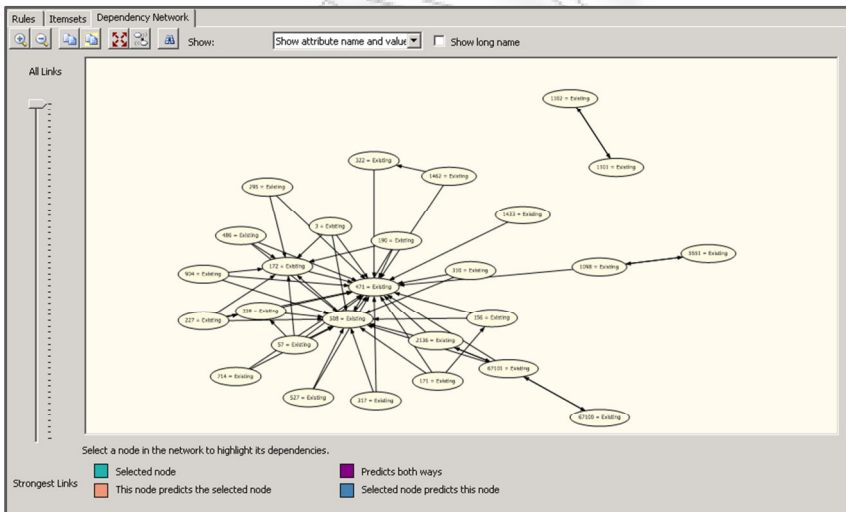 Rules Itemsets Dependency Network
Show: Show attribute name and value Show long name
All Links
1102 = Existing
1101 = Existing
322 = Existing
1462 = Existing
295 = Existing
1433 = Existing
3 = Existing
486 = Existing
190 = Existing
5551 = Existing
172 = Existing
1098 = Existing
904 = Existing
310 = Existing
471 = Existing
= Existing
227 = Existing
508 = Existing
356 = Existing
57 = Existing
2136 = Existing
67101 = Existing
714 = Existing
171 = Existing
527 = Existing
317 = Existing
67100 = Existing
Select a node in the network to highlight its dependencies.
Selected node Predicts both ways
Strongest Links This node predicts the selected node Selected node predicts this node